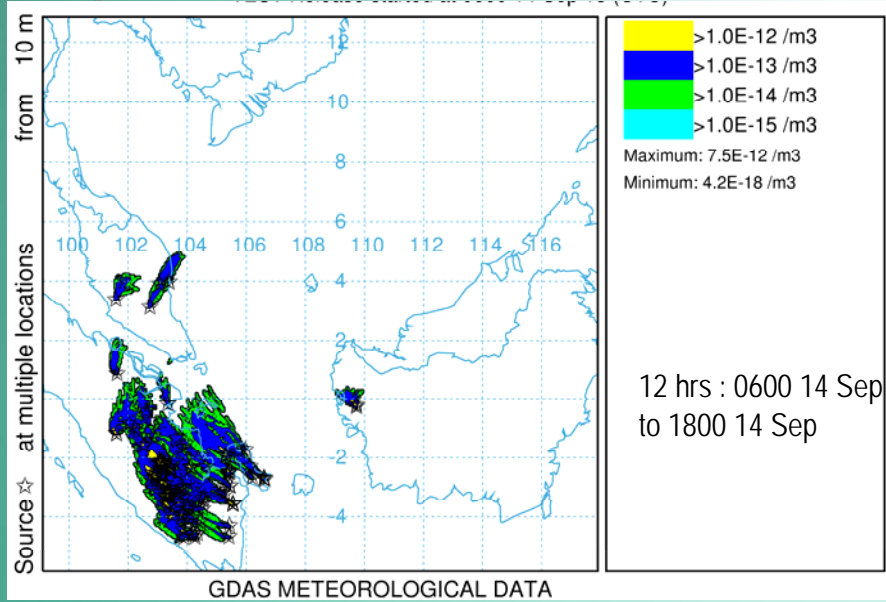 Source ☆ at multiple locations from 10 m
12
10
8
6
100 102 104 106 110 112 114 116
4
2
-2
-4
GDAS METEOROLOGICAL DATA
>1.0E-12 /m3
>1.0E-13 /m3
>1.0E-14 /m3
>1.0E-15 /m3
Maximum: 7.5E-12 /m3
Minimum: 4.2E-18 /m3
12 hrs : 0600 14 Sep
to 1800 14 Sep